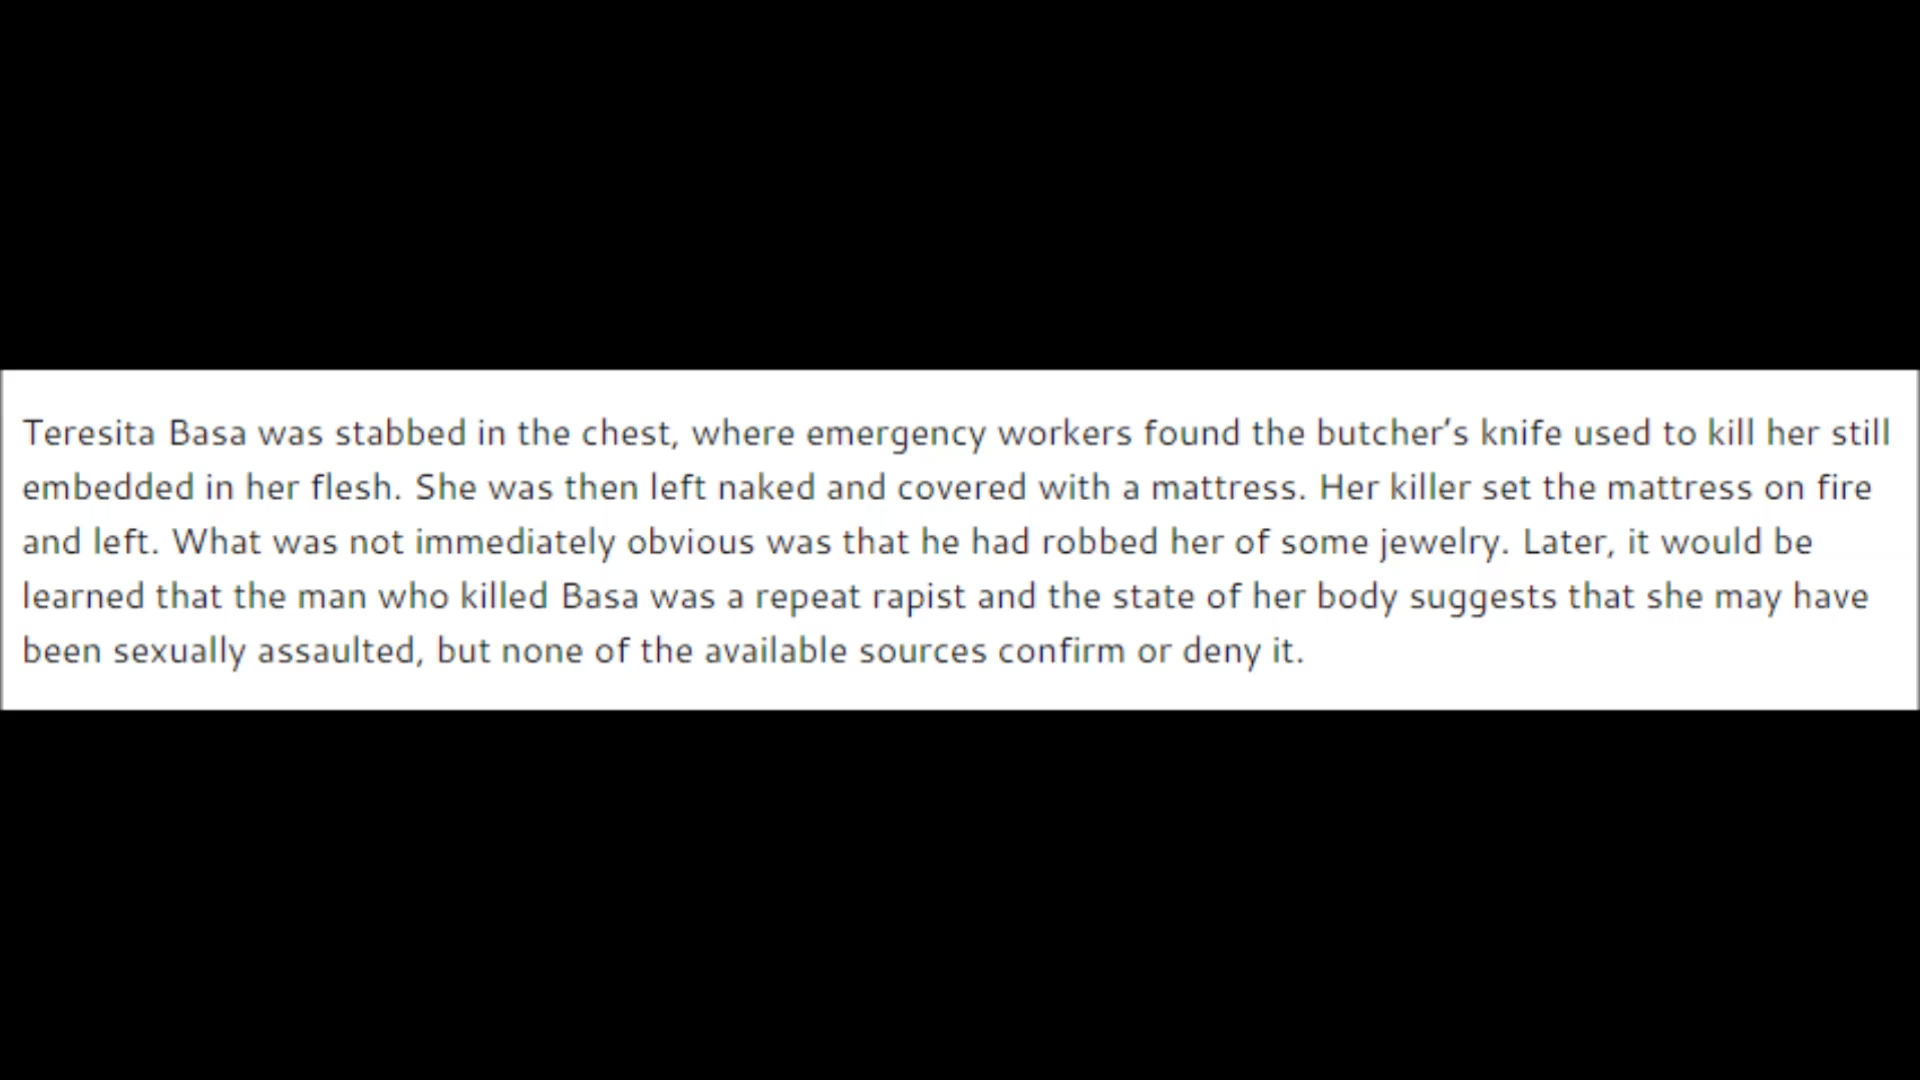 Teresita Basa was stabbed in the chest, where emergency workers found the butcher’s knife used to kill her still
embedded in her flesh. She was then left naked and covered with a mattress. Her killer set the mattress on fire
and left. What was not immediately obvious was that he had robbed her of some jewelry. Later, it would be
learned that the man who killed Basa was a repeat rapist and the state of her body suggests that she may have
been sexually assaulted, but none of the available sources confirm or deny it.